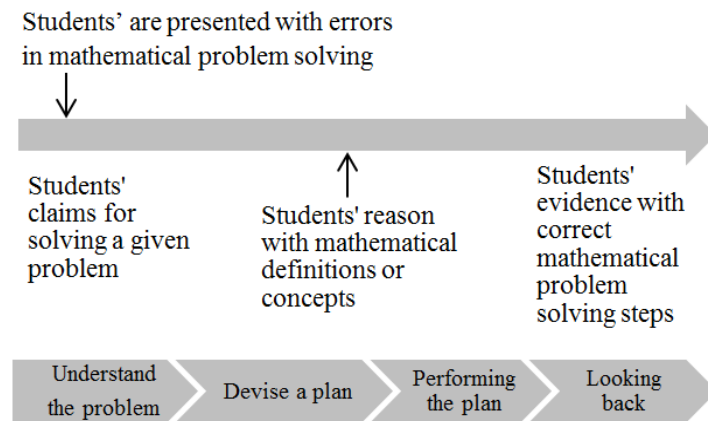 Students’ are presented with errors
in mathematical problem solving
Students'
claims for
solving a given
problem
Students' reason
with mathematical
definitions or
concepts
Students'
evidence with
correct
mathematical
problem
solving steps
Understand
the problem
Devise a plan
Performing
the plan
Looking
back